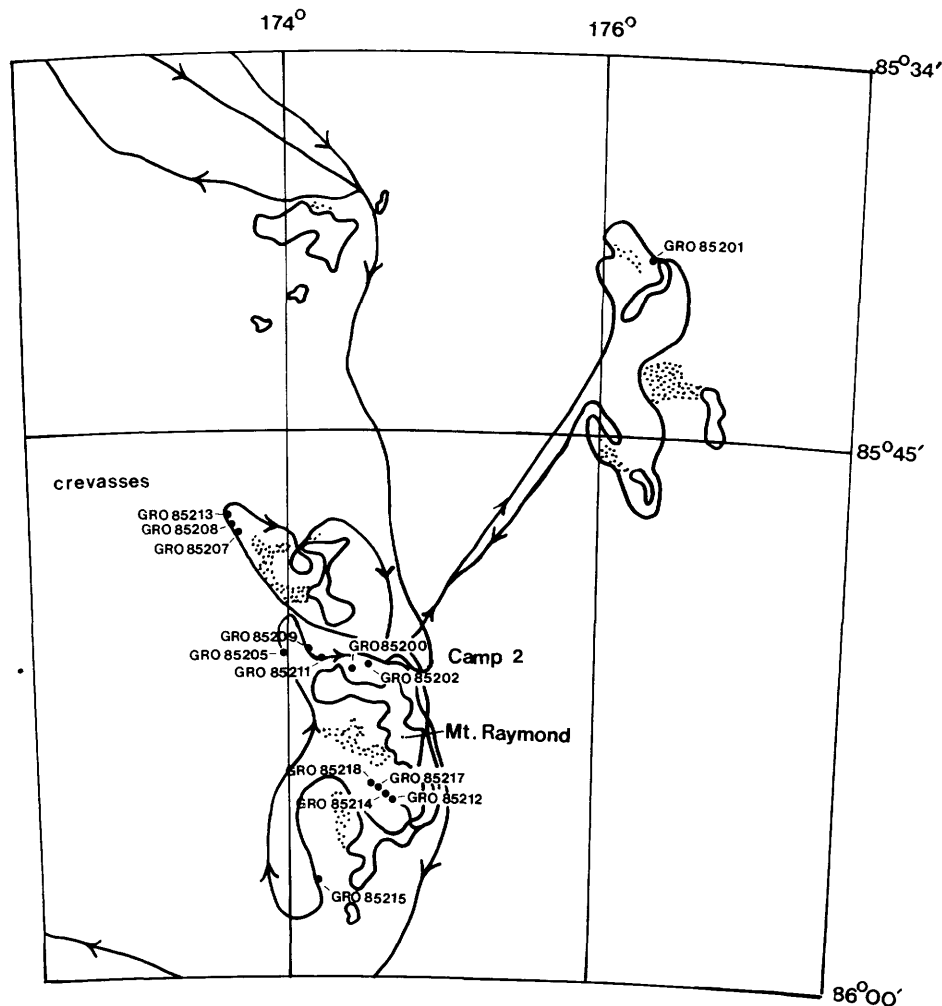 174°
176°
85°34′
GRO 85201
85°45′
crevasses
GRO 85213
GRO 85208
GRO 85207
GRO 85209
GRO85200
GRO 85205
Camp 2
GRO 85211
GRO 85202
Mt. Raymond
GRO 85218
GRO 85217
GRO 85214
GRO 85212
GRO 85215
86°00′